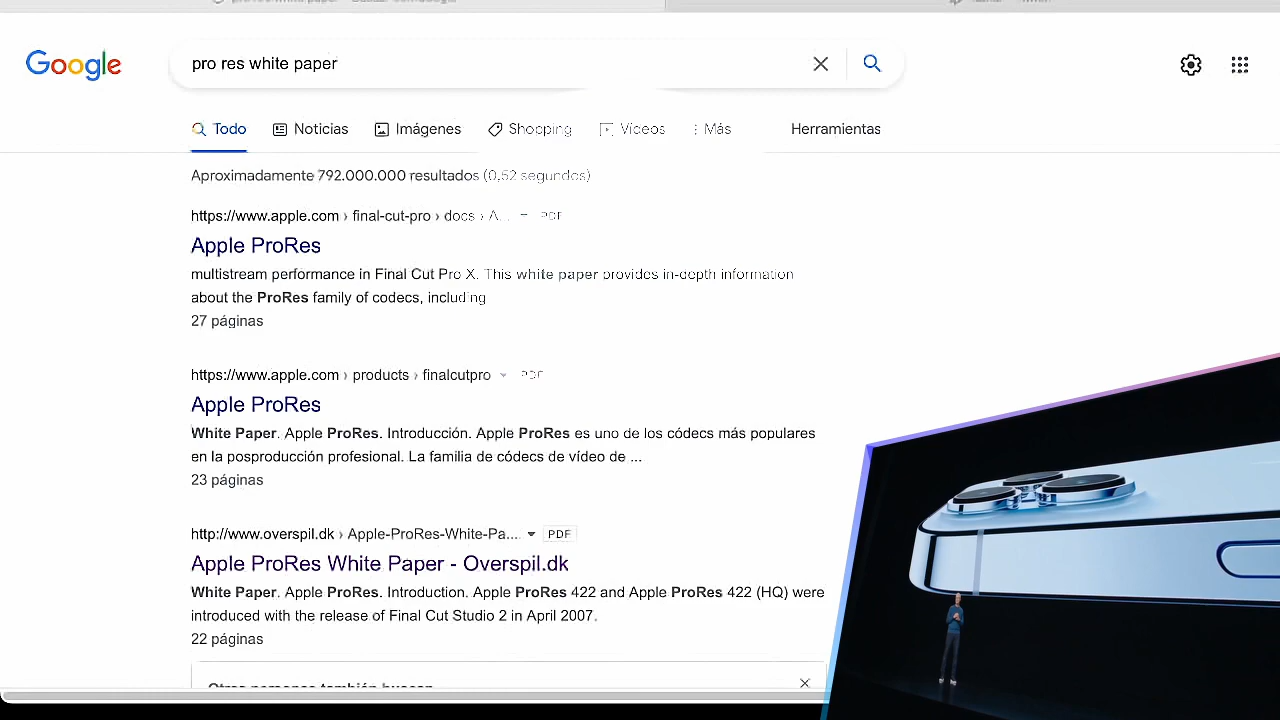 Google
pro res white paper
Todo
Noticias
Imágenes
Shopping
Vídeos
Más
Herramientas
Aproximadamente 792.000.000 resultados (0,52 segundos)
https://www.apple.com › final-cut-pro › docs › A... PDF
Apple ProRes
multistream performance in Final Cut Pro X. This white paper provides in-depth information
about the ProRes family of codecs, including
27 páginas
https://www.apple.com › products › finalcutpro PDF
Apple ProRes
White Paper. Apple ProRes. Introducción. Apple ProRes es uno de los códecs más populares
en la posproducción profesional. La familia de códecs de vídeo de ...
23 páginas
http://www.overspil.dk › Apple-ProRes-White-Pa.... PDF
Apple ProRes White Paper - Overspil.dk
White Paper. Apple ProRes. Introduction. Apple ProRes 422 and Apple ProRes 422 (HQ) were
introduced with the release of Final Cut Studio 2 in April 2007.
22 páginas